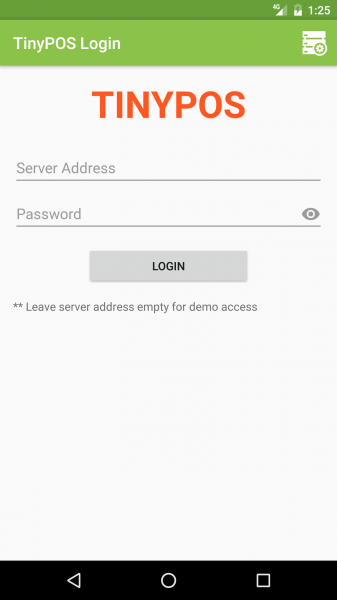 4G 1:25
TinyPOS Login
TINYPOS
Server Address
Password
LOGIN
** Leave server address empty for demo access